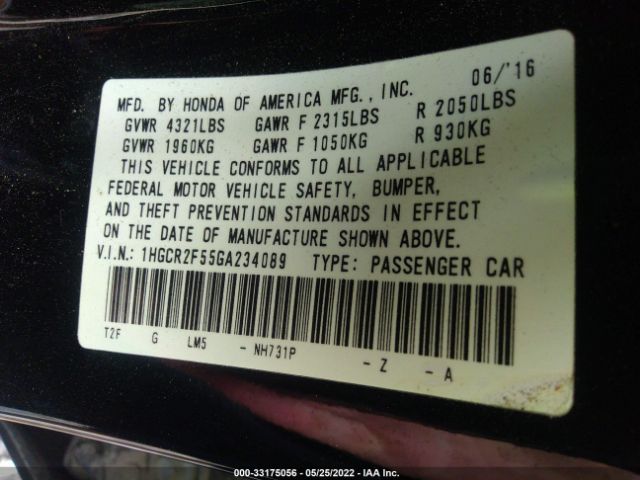 06/'16
MFD. BY HONDA OF AMERICA MFG., INC.
GVWR 4321LBS GAWR F 2315LBS R 2050LBS
GVWR 1960KG GAWR F 1050KG R 930KG
THIS VEHICLE CONFORMS TO ALL APPLICABLE
FEDERAL MOTOR VEHICLE SAFETY, BUMPER,
AND THEFT PREVENTION STANDARDS IN EFFECT
ON THE DATE OF MANUFACTURE SHOWN ABOVE.
V.I.N.: 1HGCR2F55GA234089 TYPE: PASSENGER CAR
T2F G LM5 - NH731P - Z - A
000-33175056 - 05/25/2022 - IAA Inc.